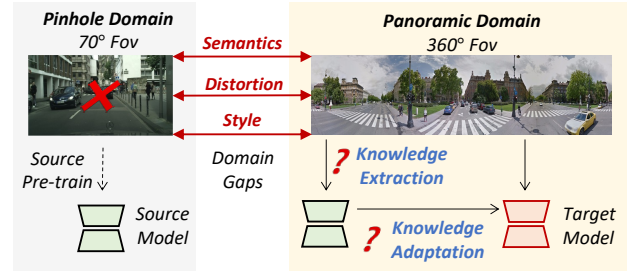 Pinhole Domain
70° Fov
Semantics
Distortion
Style
Domain
Gaps
Source
Pre-train
Source
Model
Panoramic Domain
360° Fov
? Knowledge
Extraction
? Knowledge
Adaptation
Target
Model